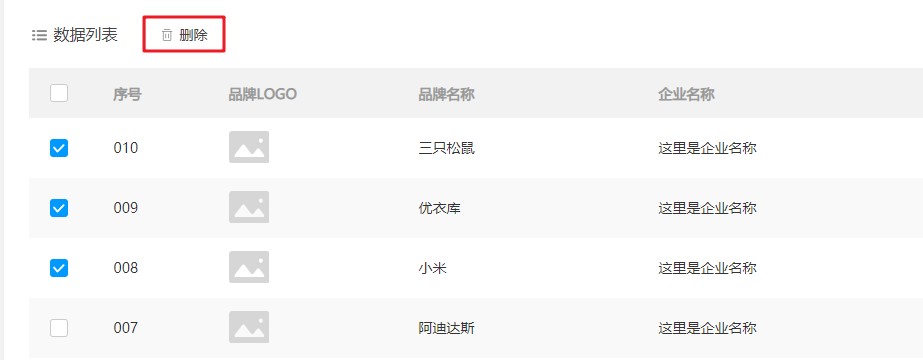 数据列表 删除
序号 品牌LOGO 品牌名称 企业名称
010 三只松鼠 这里是企业名称
009 优衣库 这里是企业名称
008 小米 这里是企业名称
007 阿迪达斯 这里是企业名称